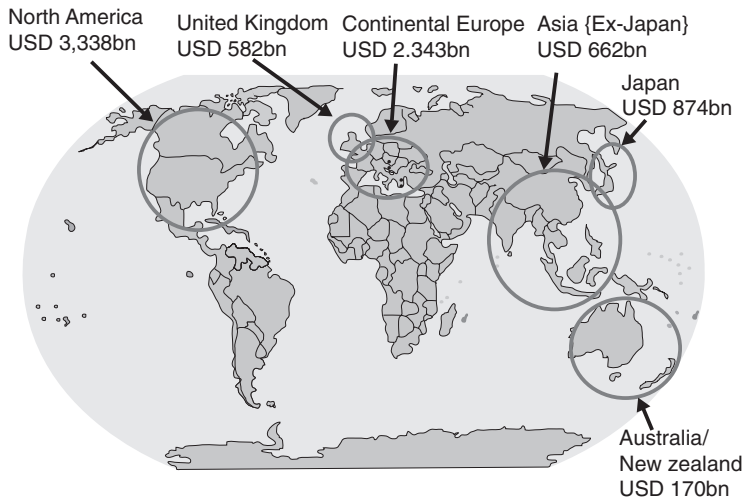 North America
USD 3,338bn
United Kingdom
USD 582bn
Continental Europe
USD 2.343bn
Asia {Ex-Japan}
USD 662bn
Japan
USD 874bn
Australia/
New zealand
USD 170bn